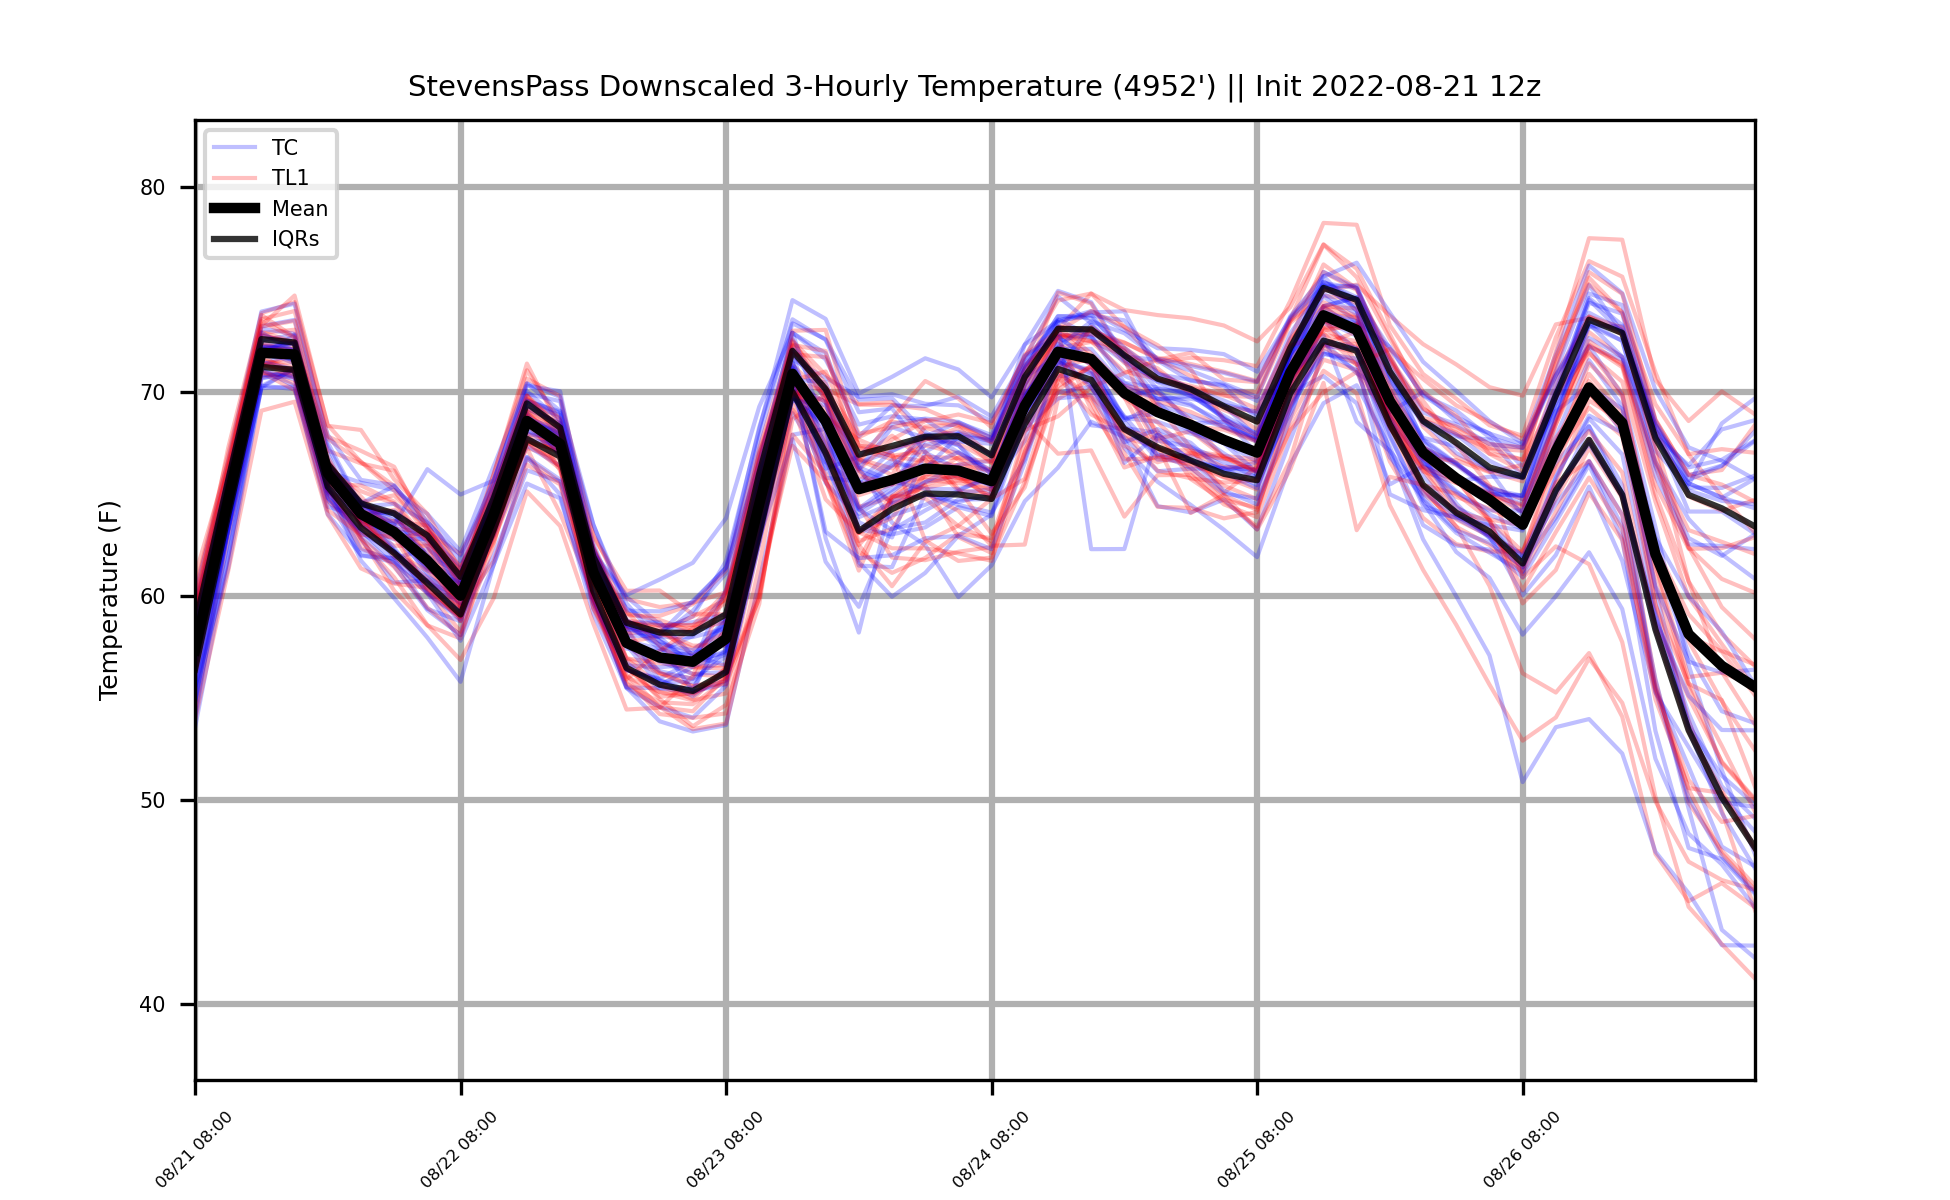 StevensPass Downscaled 3-Hourly Temperature (4952') || Init 2022-08-21 12z
TC
TL1
Mean
IQRs
Temperature (F)
80
70
60
50
40
08/21 08:00
08/22 08:00
08/23 08:00
08/24 08:00
08/25 08:00
08/26 08:00